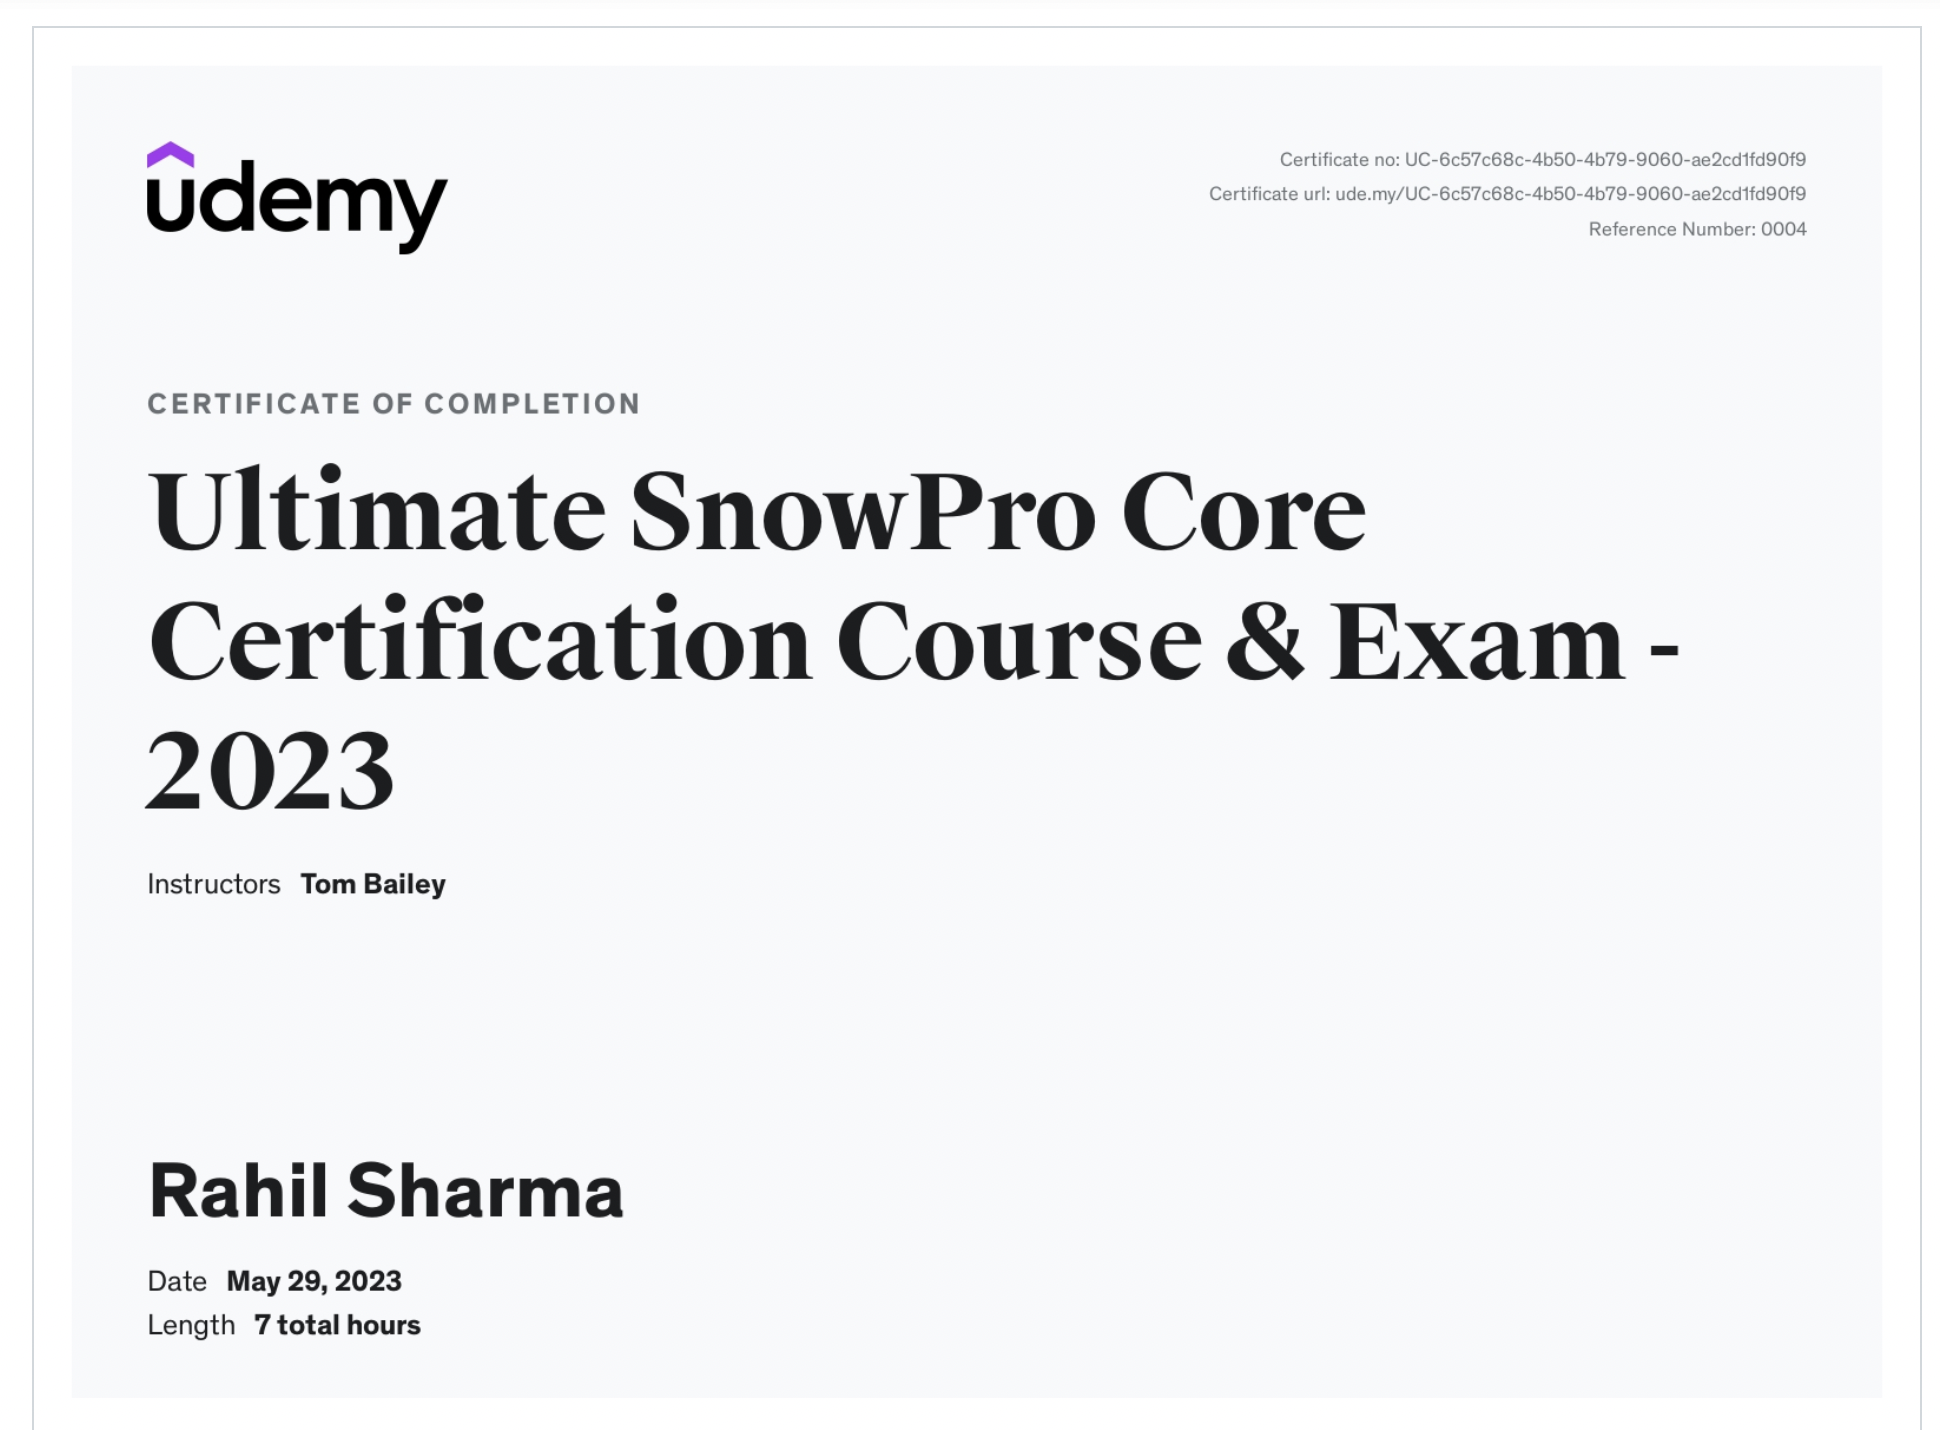 udemy
Certificate no: UC-6c57c68c-4b50-4b79-9060-ae2cd1fd90f9
Certificate url: ude.my/UC-6c57c68c-4b50-4b79-9060-ae2cd1fd90f9
Reference Number: 0004
CERTIFICATE OF COMPLETION
Ultimate SnowPro Core
Certification Course & Exam -
2023
Instructors Tom Bailey
Rahil Sharma
Date May 29, 2023
Length 7 total hours